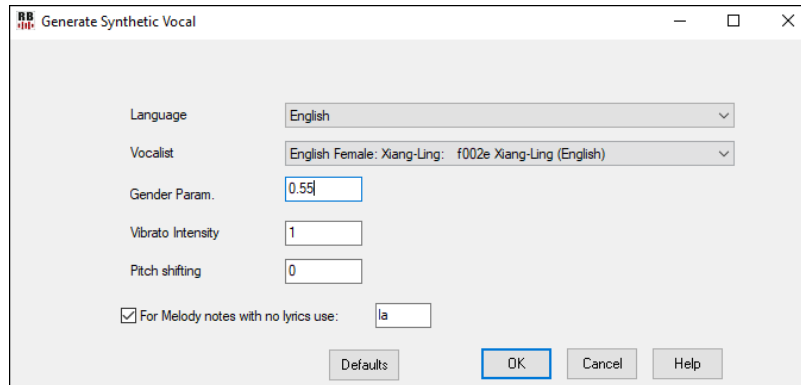 RB Generate Synthetic Vocal
Language English
Vocalist English Female: Xiang-Ling: f002e Xiang-Ling (English)
Gender Param. 0.55
Vibrato Intensity 1
Pitch shifting 0
For Melody notes with no lyrics use: la
Defaults OK Cancel Help